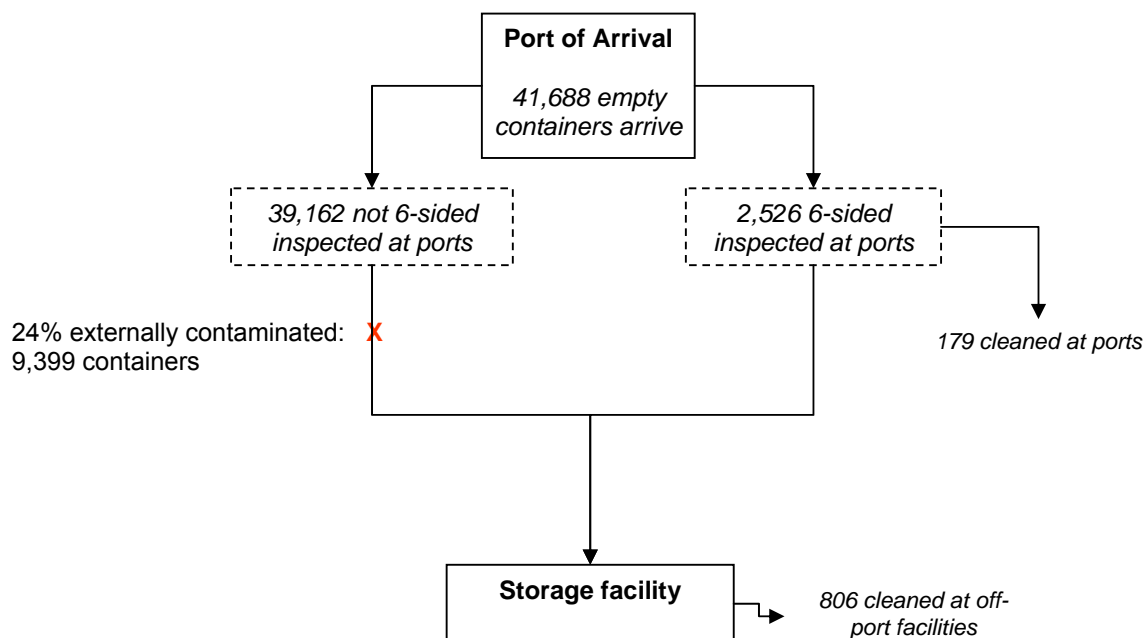 Port of Arrival
41,688 empty
containers arrive
39,162 not 6-sided
inspected at ports
2,526 6-sided
inspected at ports
24% externally contaminated:
9,399 containers
X
179 cleaned at ports
Storage facility
806 cleaned at off-
port facilities